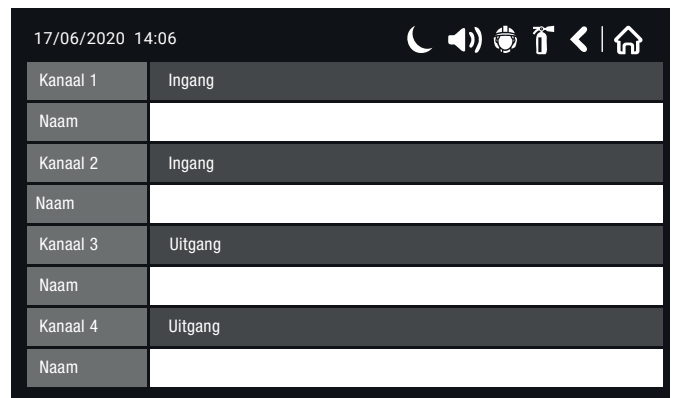 17/06/2020 14:06
Kanaal 1 Ingang
Naam
Kanaal 2 Ingang
Naam
Kanaal 3 Uitgang
Naam
Kanaal 4 Uitgang
Naam